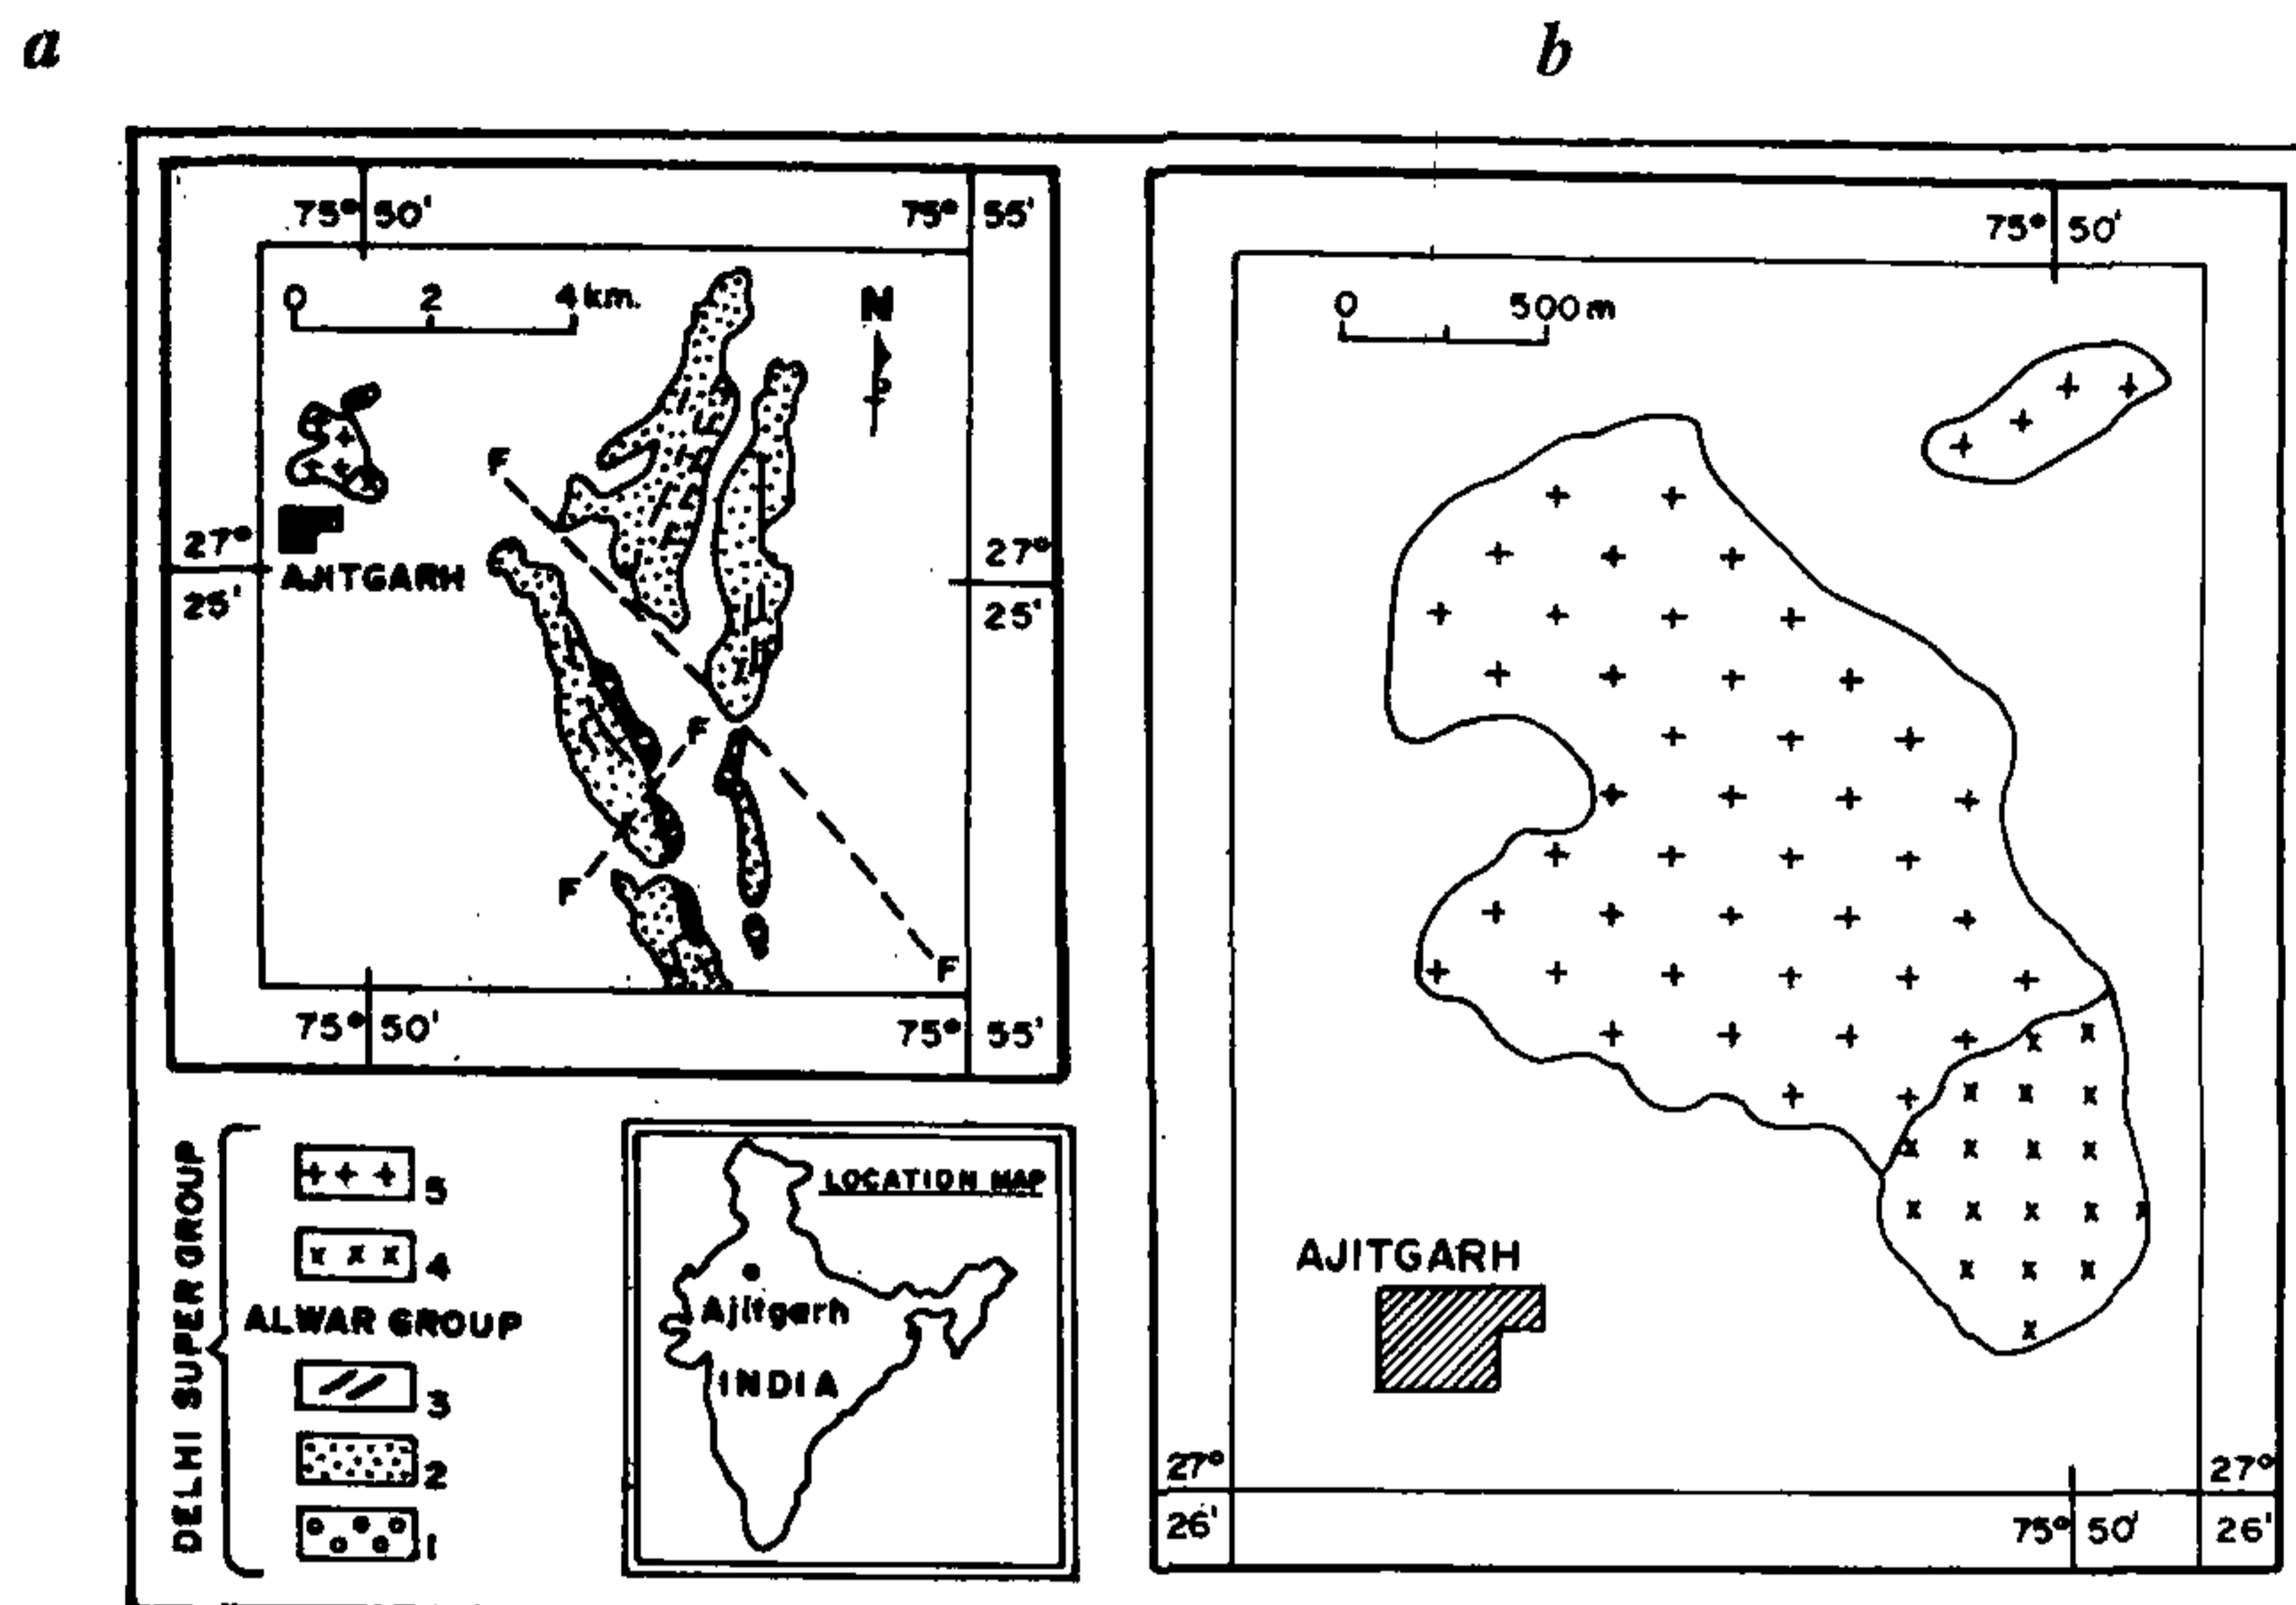 a
b
75° 50'
75° 55'
0 2 4 km.
N
F
27°
25'
AJITGARH
27°
25'
F
F
F
75° 50'
75° 55'
DELHI SUPERGROUP
5
4
ALWAR GROUP
3
2
1
LOCATION MAP
Ajitgarh
INDIA
75° 50'
0 500 m
AJITGARH
27°
26'
27°
26'
75° 50'